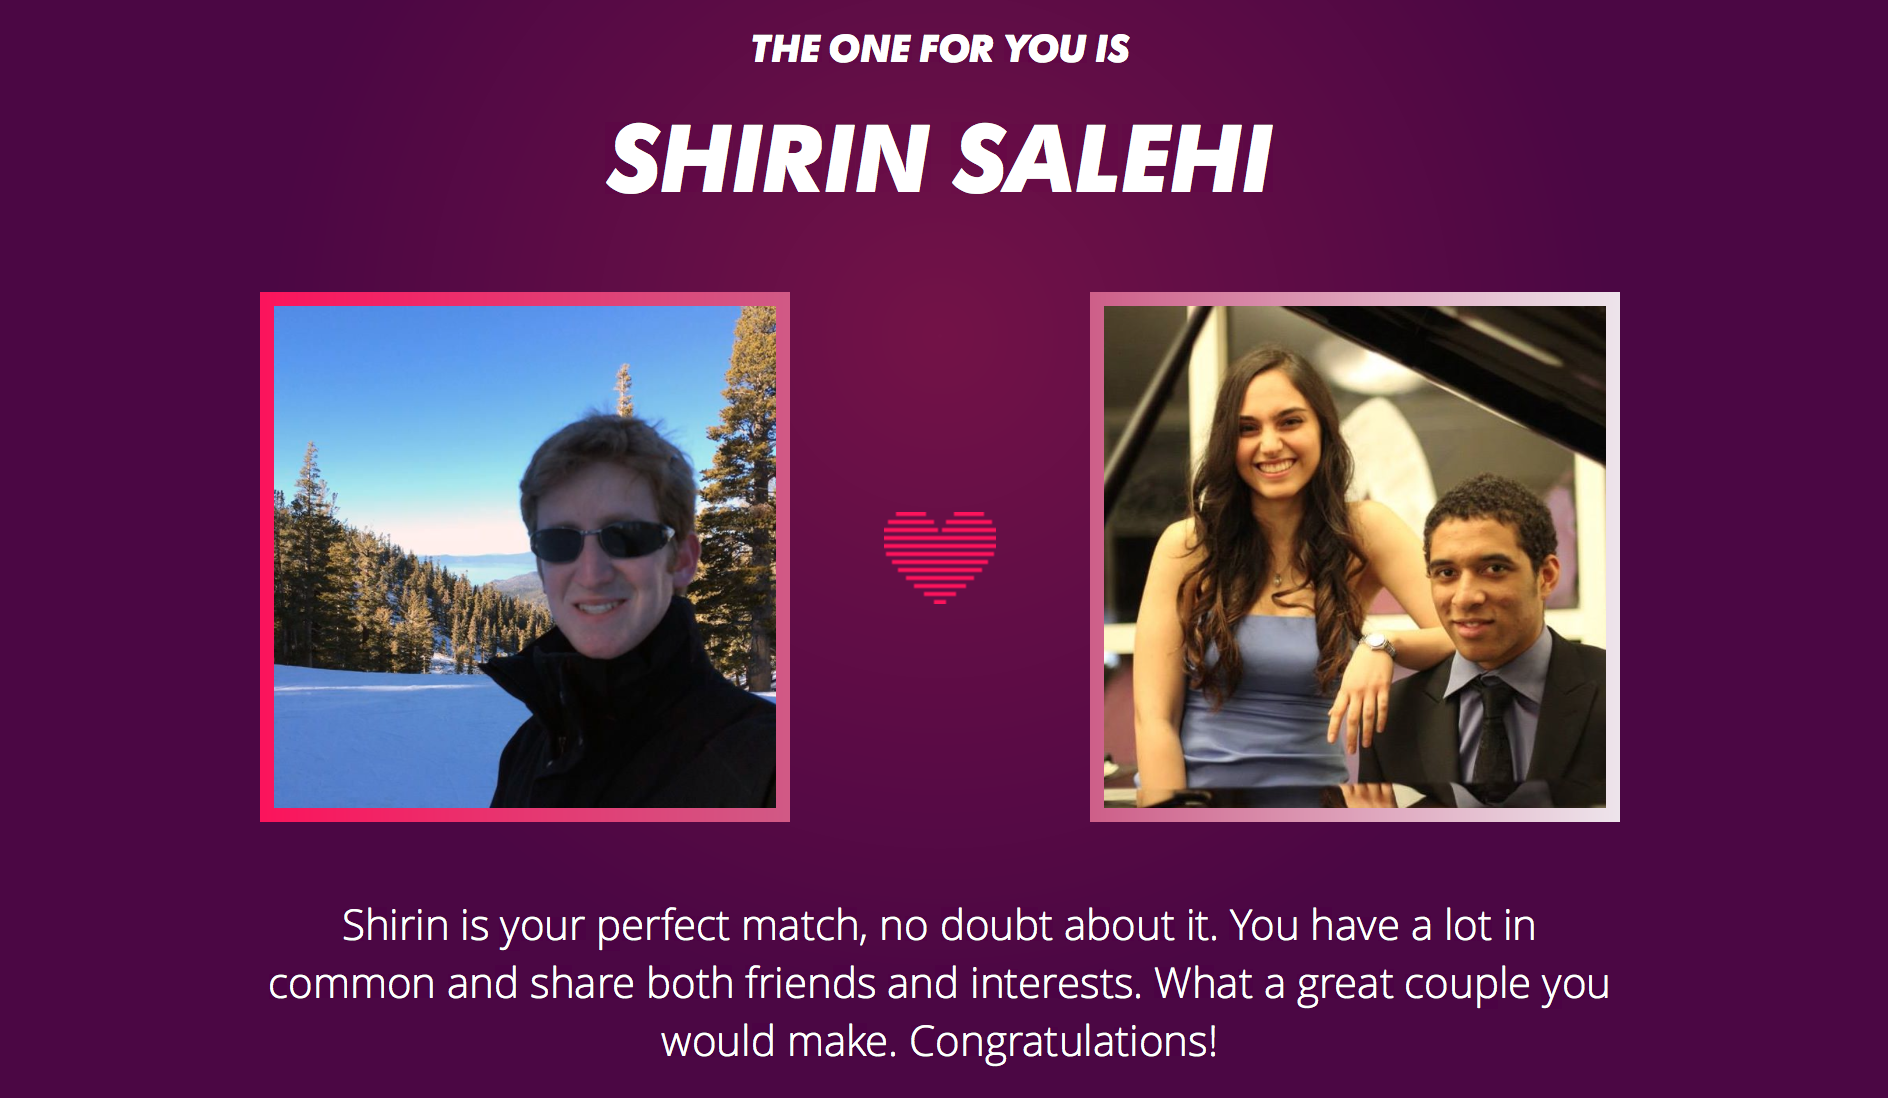 THE ONE FOR YOU IS
SHIRIN SALEHI
Shirin is your perfect match, no doubt about it. You have a lot in
common and share both friends and interests. What a great couple you
would make. Congratulations!